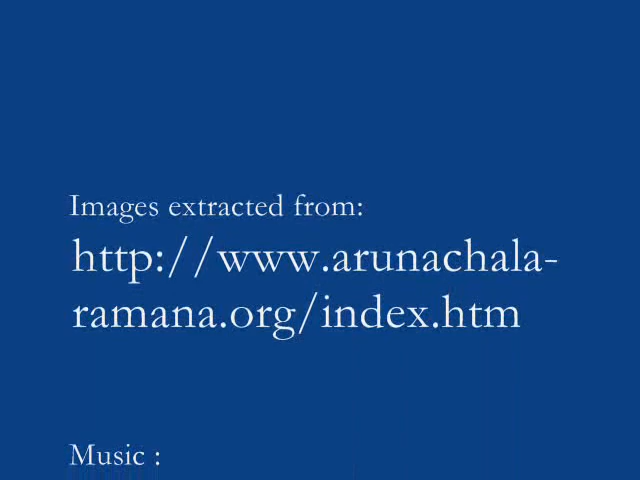 Images extracted from:
http://www.arunachala-
ramana.org/index.htm
Music :